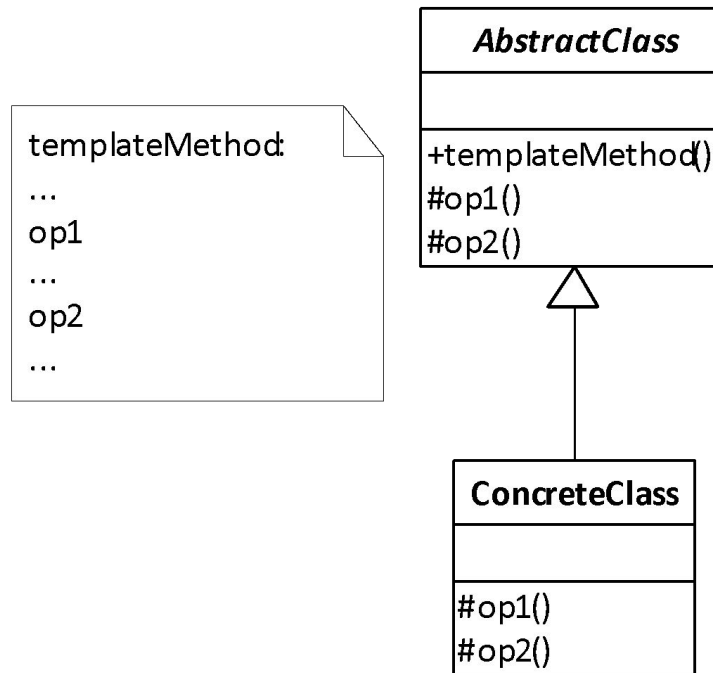 templateMethod:
...
op1
...
op2
...
AbstractClass
+templateMethod()
#op1()
#op2()
ConcreteClass
#op1()
#op2()